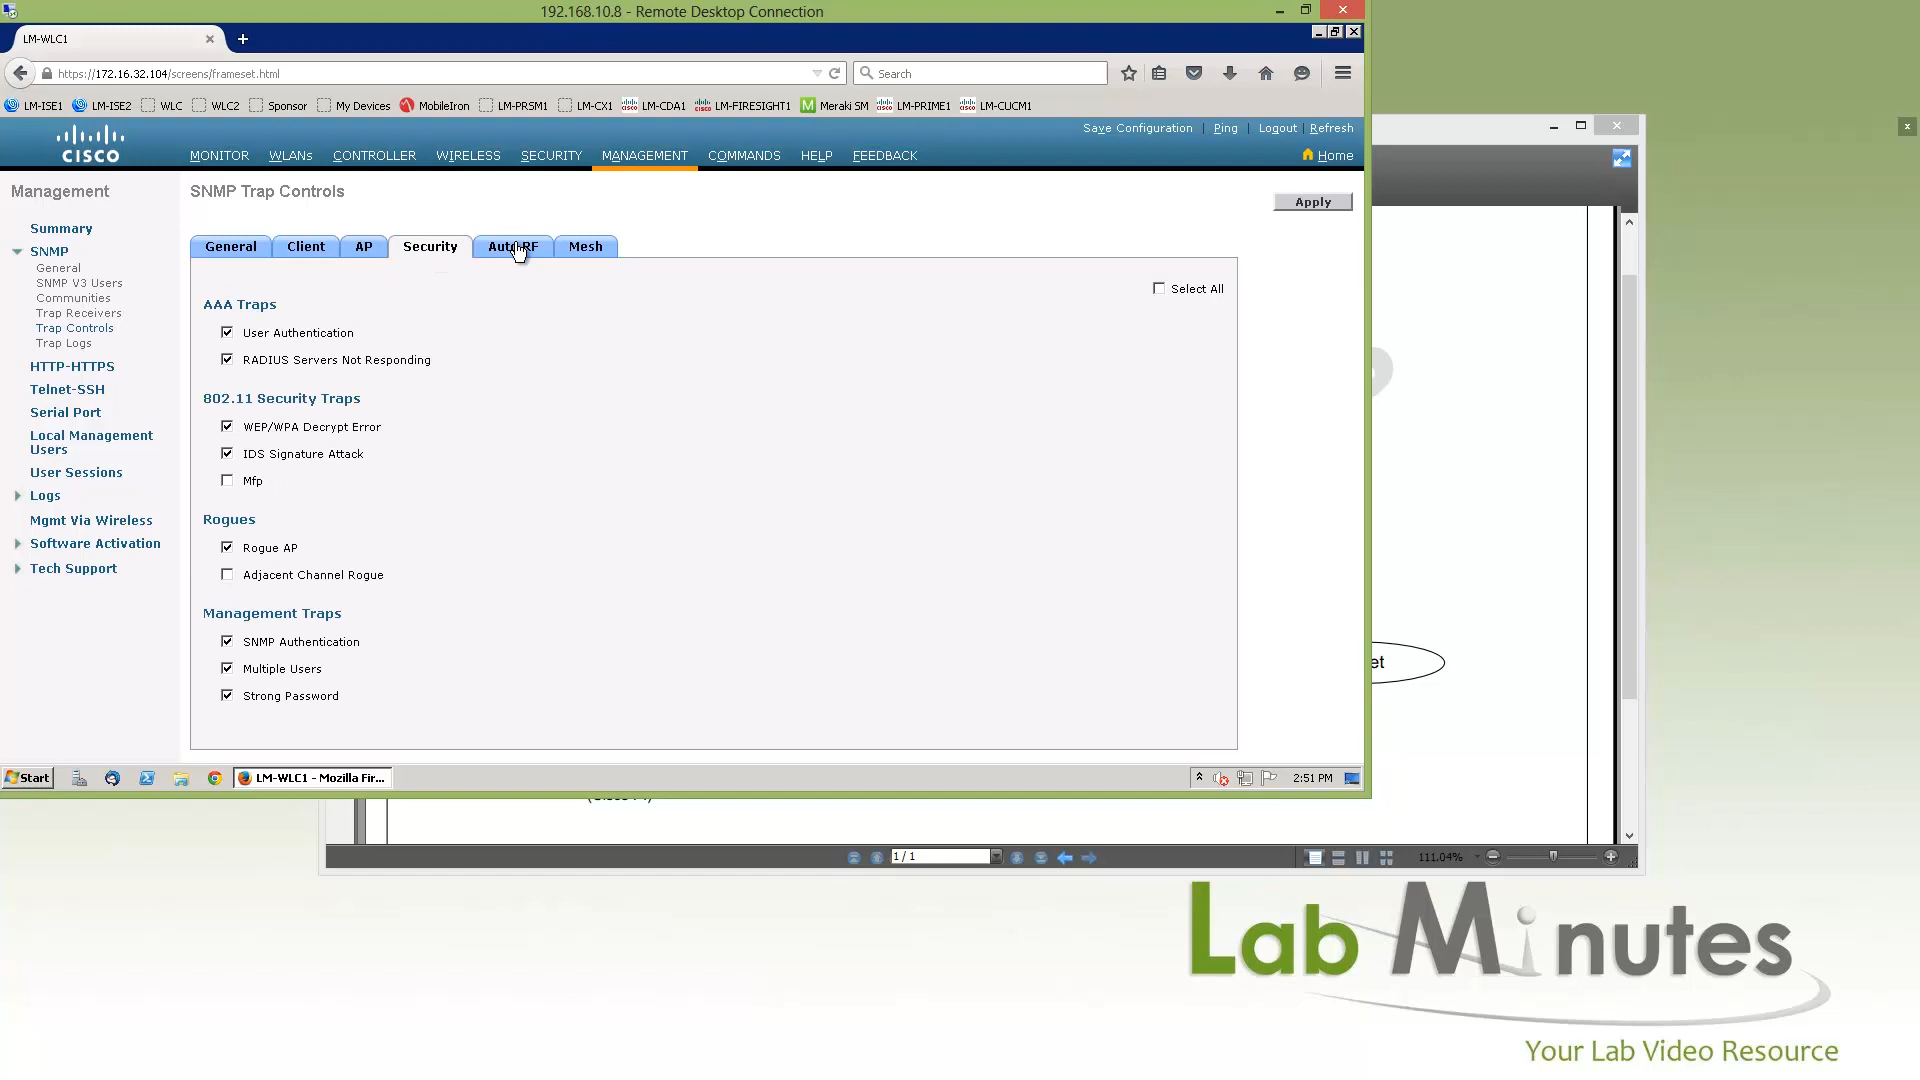 192.168.10.8 - Remote Desktop Connection
LM-WLC1
https://172.16.32.104/screens/frameset.html
Search
LM-ISE1 LM-ISE2 WLC WLC2 Sponsor My Devices MobileIron LM-PRSM1 LM-CX1 LM-CDA1 LM-FIRESIGHT1 Meraki SM LM-PRIME1 LM-CUCM1
Save Configuration | Ping | Logout | Refresh
CISCO
MONITOR WLANs CONTROLLER WIRELESS SECURITY MANAGEMENT COMMANDS HELP FEEDBACK
Home
Management
Summary
SNMP
General
SNMP V3 Users
Communities
Trap Receivers
Trap Controls
Trap Logs
HTTP-HTTPS
Telnet-SSH
Serial Port
Local Management
Users
User Sessions
Logs
Mgmt Via Wireless
Software Activation
Tech Support
SNMP Trap Controls
Apply
General Client AP Security Auto RF Mesh
Select All
AAA Traps
User Authentication
RADIUS Servers Not Responding
802.11 Security Traps
WEP/WPA Decrypt Error
IDS Signature Attack
Mfp
Rogues
Rogue AP
Adjacent Channel Rogue
Management Traps
SNMP Authentication
Multiple Users
Strong Password
et
Start
LM-WLC1 - Mozilla Fir...
2:51 PM
1 / 1
111.04%
Lab Minutes
Your Lab Video Resource